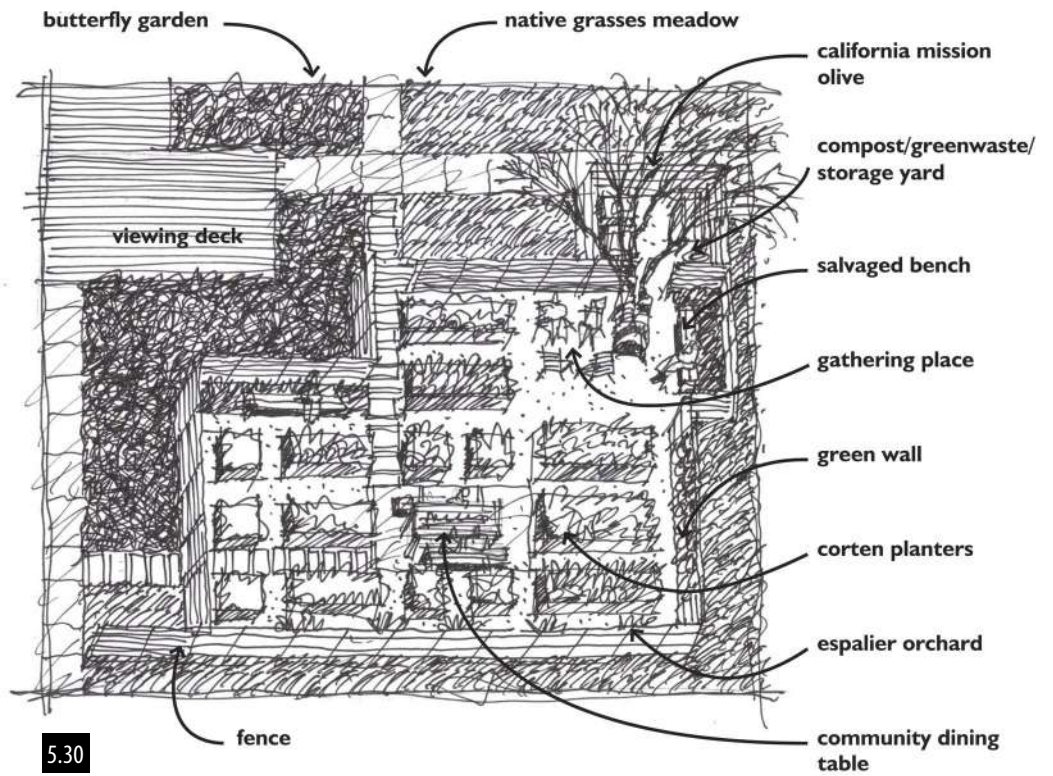 butterfly garden
native grasses meadow
california mission
olive
compost/greenwaste/
storage yard
viewing deck
salvaged bench
gathering place
green wall
corten planters
espalier orchard
fence
community dining
table
5.30